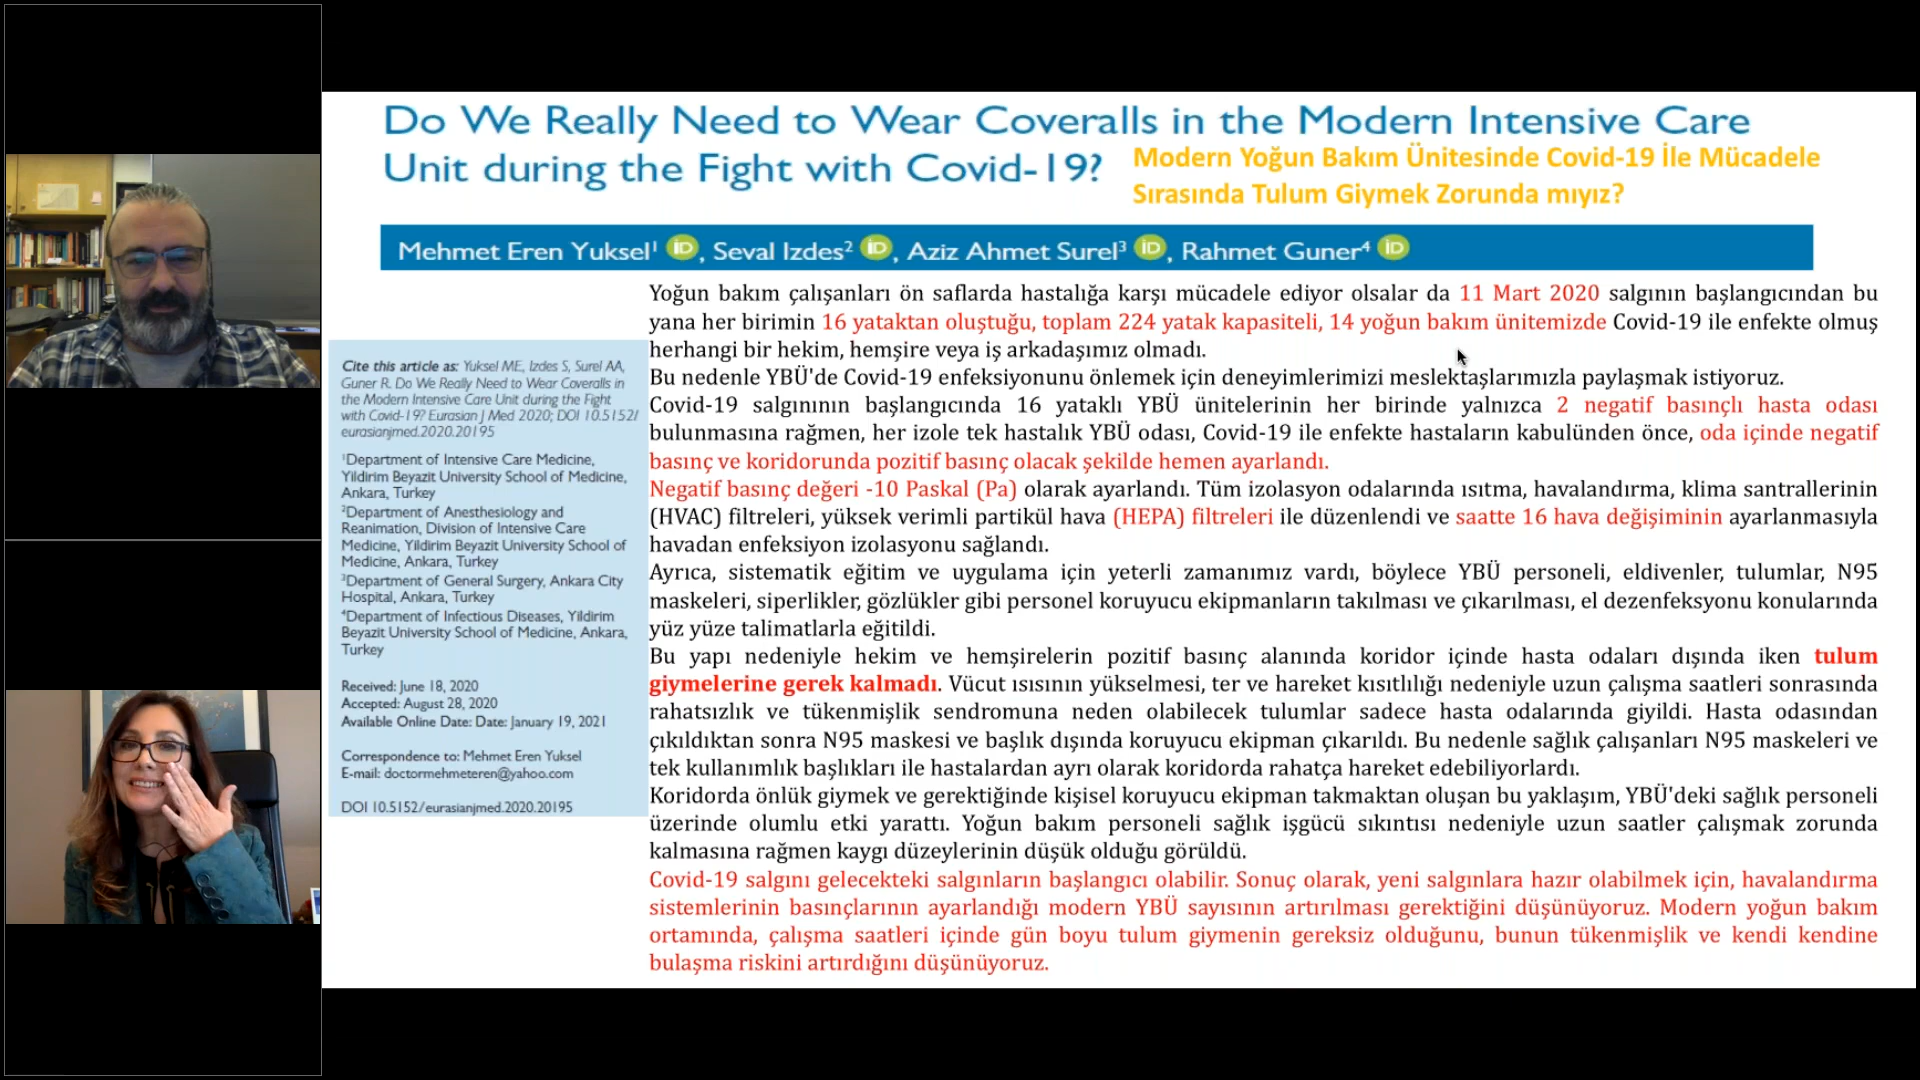 Do We Really Need to Wear Coveralls in the Modern Intensive Care
Unit during the Fight with Covid-19?
Modern Yoğun Bakım Ünitesinde Covid-19 İle Mücadele
Sırasında Tulum Giymek Zorunda mıyız?
Mehmet Eren Yuksel¹ iD, Seval Izdes² iD, Aziz Ahmet Surel³ iD, Rahmet Guner⁴ iD
Cite this article as: Yuksel ME, Izdes S, Surel AA,
Guner R. Do We Really Need to Wear Coveralls in
the Modern Intensive Care Unit during the Fight
with Covid-19? Eurasian J Med 2020; DOI 10.5152/
eurasianjmed.2020.20195
¹Department of Intensive Care Medicine,
Yildirim Beyazit University School of Medicine,
Ankara, Turkey
²Department of Anesthesiology and
Reanimation, Division of Intensive Care
Medicine, Yildirim Beyazit University School of
Medicine, Ankara, Turkey
³Department of General Surgery, Ankara City
Hospital, Ankara, Turkey
⁴Department of Infectious Diseases, Yildirim
Beyazit University School of Medicine, Ankara,
Turkey
Received: June 18, 2020
Accepted: August 28, 2020
Available Online Date: Date: January 19, 2021
Correspondence to: Mehmet Eren Yuksel
E-mail: doctormehmeteren@yahoo.com
DOI 10.5152/eurasianjmed.2020.20195
Yoğun bakım çalışanları ön saflarda hastalığa karşı mücadele ediyor olsalar da 11 Mart 2020 salgının başlangıcından bu
yana her birimin 16 yataktan oluştuğu, toplam 224 yatak kapasiteli, 14 yoğun bakım ünitemizde Covid-19 ile enfekte olmuş
herhangi bir hekim, hemşire veya iş arkadaşımız olmadı.
Bu nedenle YBÜ'de Covid-19 enfeksiyonunu önlemek için deneyimlerimizi meslektaşlarımızla paylaşmak istiyoruz.
Covid-19 salgınının başlangıcında 16 yataklı YBÜ ünitelerinin her birinde yalnızca 2 negatif basınçlı hasta odası
bulunmasına rağmen, her izole tek hastalık YBÜ odası, Covid-19 ile enfekte hastaların kabulünden önce, oda içinde negatif
basınç ve koridorunda pozitif basınç olacak şekilde hemen ayarlandı.
Negatif basınç değeri -10 Paskal (Pa) olarak ayarlandı. Tüm izolasyon odalarında ısıtma, havalandırma, klima santrallerinin
(HVAC) filtreleri, yüksek verimli partikül hava (HEPA) filtreleri ile düzenlendi ve saatte 16 hava değişiminin ayarlanmasıyla
havadan enfeksiyon izolasyonu sağlandı.
Ayrıca, sistematik eğitim ve uygulama için yeterli zamanımız vardı, böylece YBÜ personeli, eldivenler, tulumlar, N95
maskeleri, siperlikler, gözlükler gibi personel koruyucu ekipmanların takılması ve çıkarılması, el dezenfeksiyonu konularında
yüz yüze talimatlarla eğitildi.
Bu yapı nedeniyle hekim ve hemşirelerin pozitif basınç alanında koridor içinde hasta odaları dışında iken tulum
giymelerine gerek kalmadı. Vücut ısısının yükselmesi, ter ve hareket kısıtlılığı nedeniyle uzun çalışma saatleri sonrasında
rahatsızlık ve tükenmişlik sendromuna neden olabilecek tulumlar sadece hasta odalarında giyildi. Hasta odasından
çıkıldıktan sonra N95 maskesi ve başlık dışında koruyucu ekipman çıkarıldı. Bu nedenle sağlık çalışanları N95 maskeleri ve
tek kullanımlık başlıkları ile hastalardan ayrı olarak koridorda rahatça hareket edebiliyorlardı.
Koridorda önlük giymek ve gerektiğinde kişisel koruyucu ekipman takmaktan oluşan bu yaklaşım, YBÜ'deki sağlık personeli
üzerinde olumlu etki yarattı. Yoğun bakım personeli sağlık işgücü sıkıntısı nedeniyle uzun saatler çalışmak zorunda
kalmasına rağmen kaygı düzeylerinin düşük olduğu görüldü.
Covid-19 salgını gelecekteki salgınların başlangıcı olabilir. Sonuç olarak, yeni salgınlara hazır olabilmek için, havalandırma
sistemlerinin basınçlarının ayarlandığı modern YBÜ sayısının artırılması gerektiğini düşünüyoruz. Modern yoğun bakım
ortamında, çalışma saatleri içinde gün boyu tulum giymenin gereksiz olduğunu, bunun tükenmişlik ve kendi kendine
bulaşma riskini artırdığını düşünüyoruz.